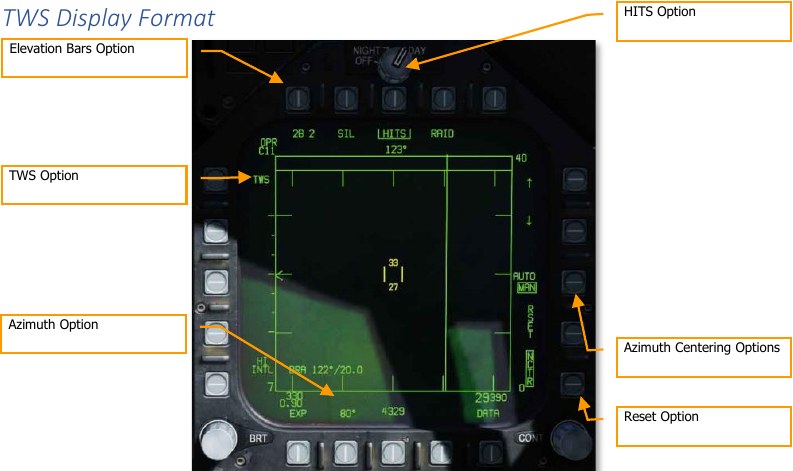 TWS Display Format
HITS Option
Elevation Bars Option
NIGHT DAY
OFF
2B 2 SIL HITS RAID
OPR
C11
123°
40
TWS Option
TWS
33
27
AUTO
MAN
RSET
Azimuth Option
Azimuth Centering Options
HI
INTL
BRA 122°/20.0
NCTR
7
0
330
0.90
29390
EXP 80° 4329 DATA
Reset Option
BRT
CONT